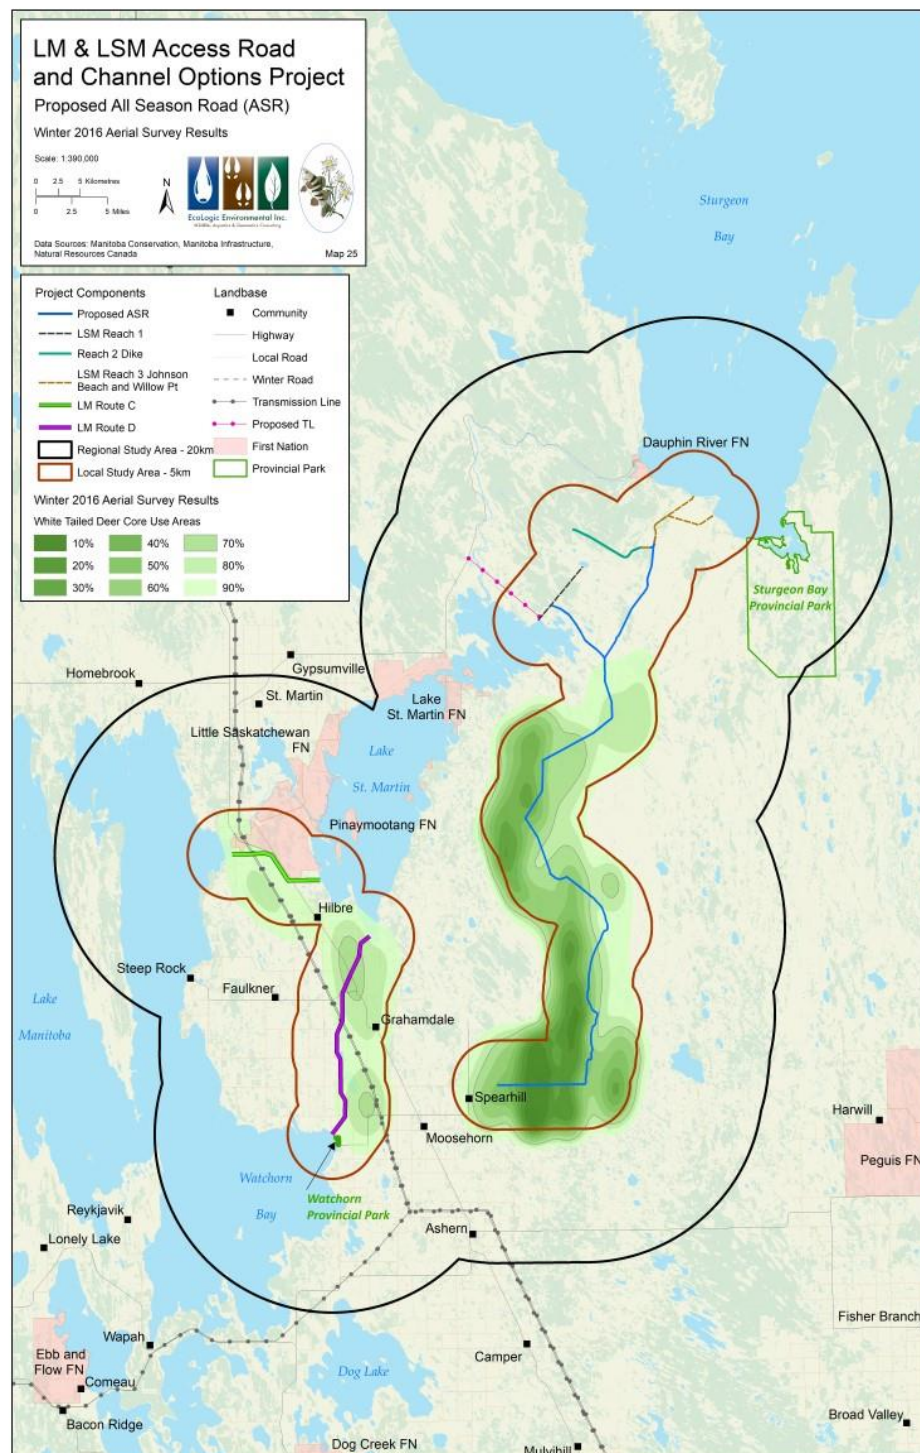 LM & LSM Access Road
and Channel Options Project
Proposed All Season Road (ASR)
Winter 2016 Aerial Survey Results
Scale: 1:390,000
0 2.5 5 Kilometres
0 2.5 5 Miles
N
EcoLogic Environmental Inc.
Data Sources: Manitoba Conservation, Manitoba Infrastructure,
Natural Resources Canada
Map 25
Project Components
Proposed ASR
LSM Reach 1
Reach 2 Dike
LSM Reach 3 Johnson
Beach and Willow Pt
LM Route C
LM Route D
Regional Study Area - 20km
Local Study Area - 5km
Landbase
Community
Highway
Local Road
Winter Road
Transmission Line
Proposed TL
First Nation
Provincial Park
Winter 2016 Aerial Survey Results
White Tailed Deer Core Use Areas
10% 40% 70%
20% 50% 80%
30% 60% 90%
Sturgeon
Bay
Dauphin River FN
Sturgeon Bay
Provincial Park
Gypsumville
Homebrook
St. Martin
Lake
St. Martin FN
Little Saskatchewan
FN
Lake
St. Martin
Pinaymootang FN
Hilbre
Steep Rock
Faulkner
Lake
Manitoba
Grahamdale
Spearhill
Moosehorn
Harwill
Peguis FN
Watchorn
Bay
Watchorn
Provincial Park
Reykjavik
Lonely Lake
Ashern
Fisher Branch
Wapah
Ebb and
Flow FN
Comeau
Bacon Ridge
Dog Lake
Camper
Broad Valley
Dog Creek FN
Mulvihill